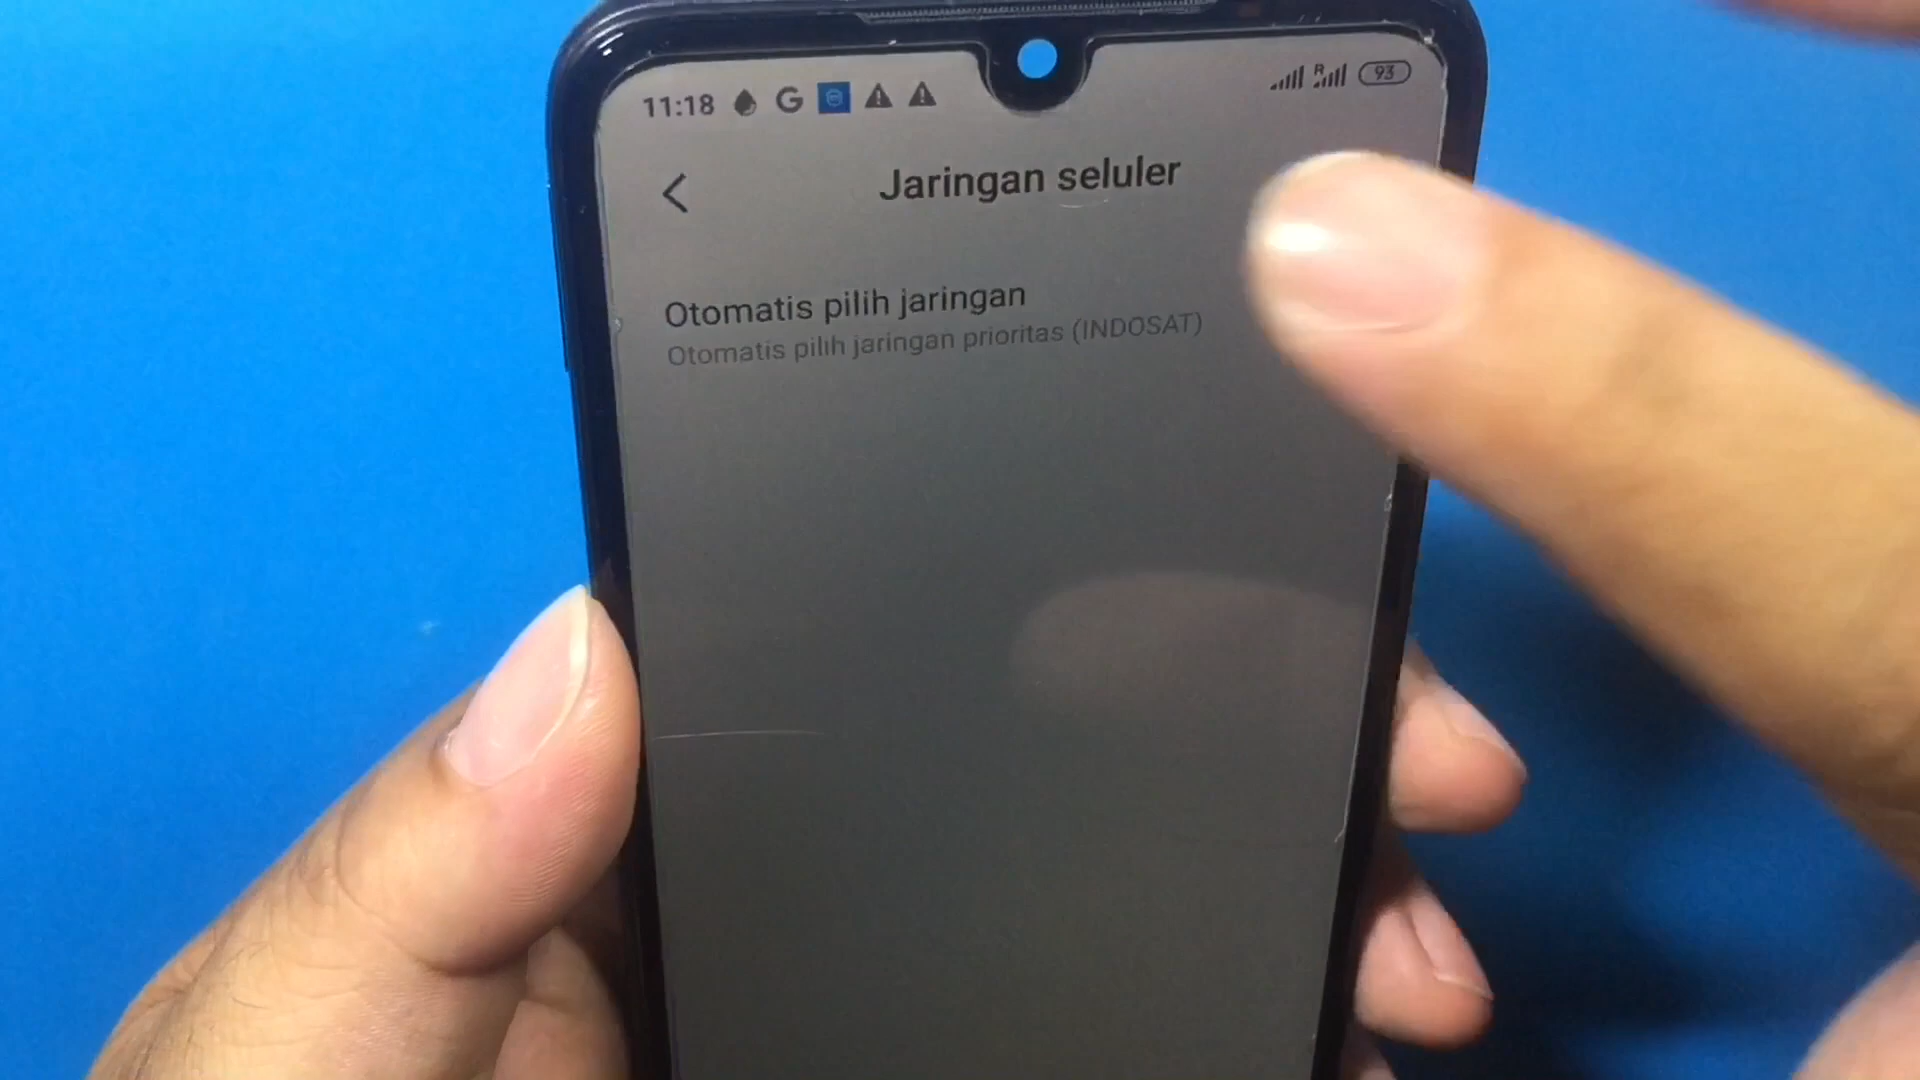 11:18 G R 93
Jaringan seluler
Otomatis pilih jaringan
Otomatis pilih jaringan prioritas (INDOSAT)